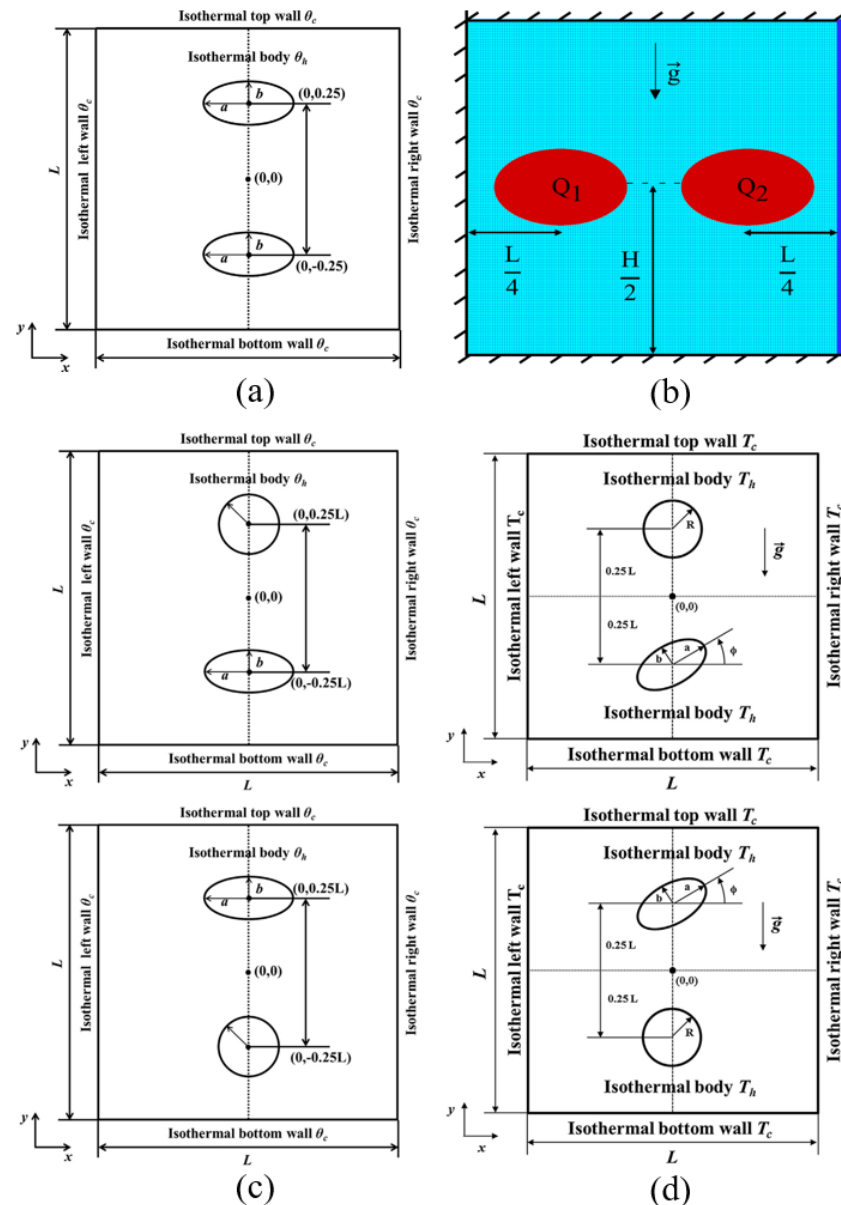 Isothermal top wall θc
Isothermal body θh
b
(0,0.25)
a
L
Isothermal left wall θc
(0,0)
Isothermal right wall θc
b
a
(0,-0.25)
y
x
Isothermal bottom wall θc
(a)
g
Q1
Q2
L
4
H
2
L
4
(b)
Isothermal top wall θc
Isothermal body θh
(0,0.25L)
L
Isothermal left wall θc
(0,0)
Isothermal right wall θc
b
a
(0,-0.25L)
y
x
Isothermal bottom wall θc
L
Isothermal top wall Tc
Isothermal body Th
R
g
0.25 L
L
Isothermal left wall Tc
(0,0)
Isothermal right wall Tc
0.25 L
b
a
ϕ
Isothermal body Th
y
x
Isothermal bottom wall Tc
L
Isothermal top wall θc
Isothermal body θh
b
(0,0.25L)
a
L
Isothermal left wall θc
(0,0)
Isothermal right wall θc
(0,-0.25L)
y
x
Isothermal bottom wall θc
L
(c)
Isothermal top wall Tc
Isothermal body Th
b
a
ϕ
g
0.25 L
L
Isothermal left wall Tc
(0,0)
Isothermal right wall Tc
0.25 L
R
Isothermal body Th
y
x
Isothermal bottom wall Tc
L
(d)